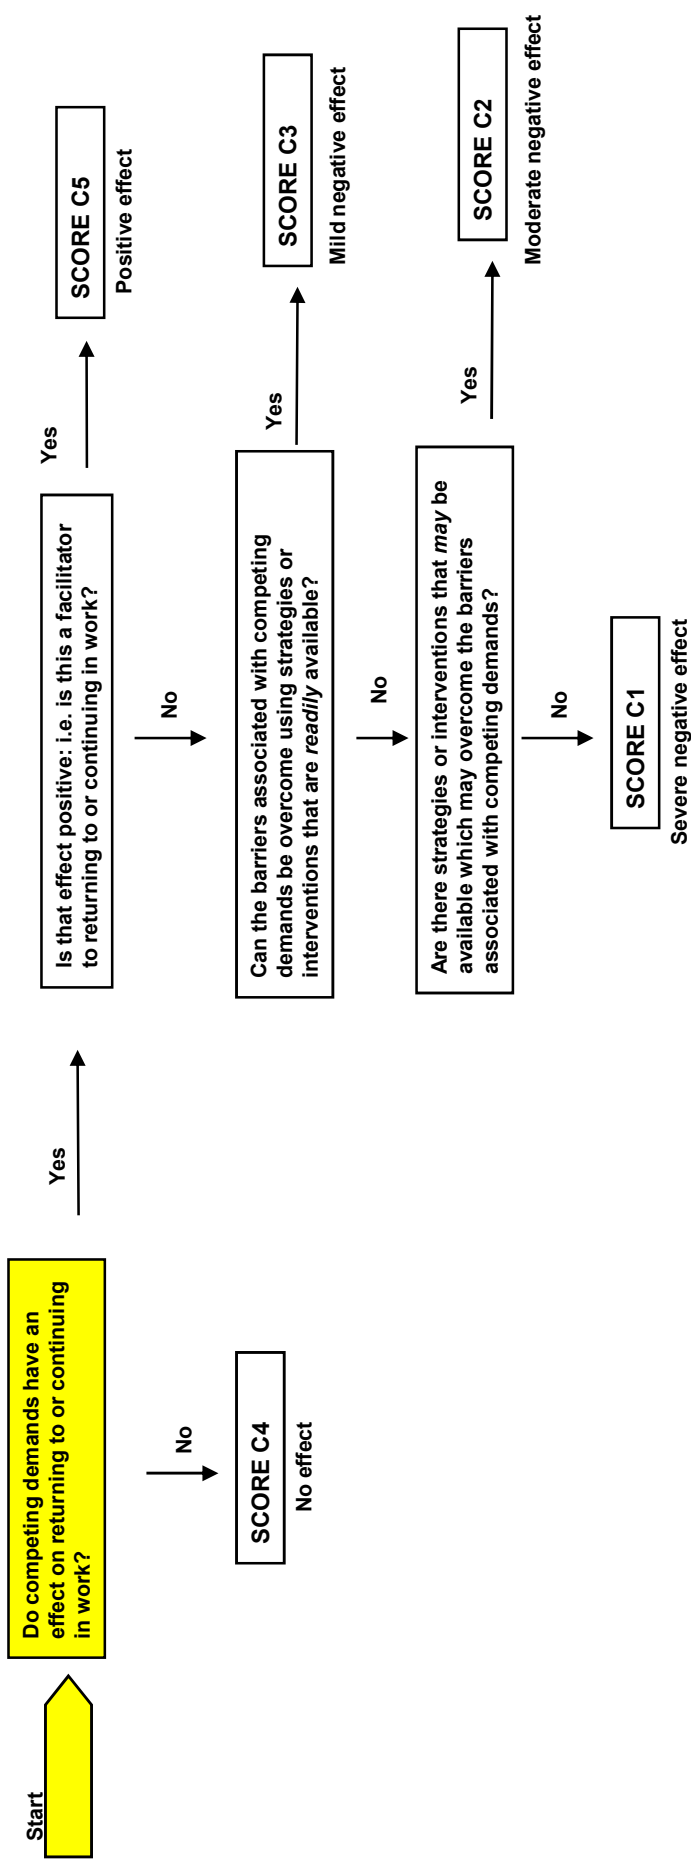 Start
Do competing demands have an
effect on returning to or continuing
in work?
Yes
No
SCORE C4
No effect
Is that effect positive: i.e. is this a facilitator
to returning to or continuing in work?
Yes
SCORE C5
Positive effect
No
Can the barriers associated with competing
demands be overcome using strategies or
interventions that are readily available?
Yes
SCORE C3
Mild negative effect
No
Are there strategies or interventions that may be
available which may overcome the barriers
associated with competing demands?
Yes
SCORE C2
Moderate negative effect
No
SCORE C1
Severe negative effect